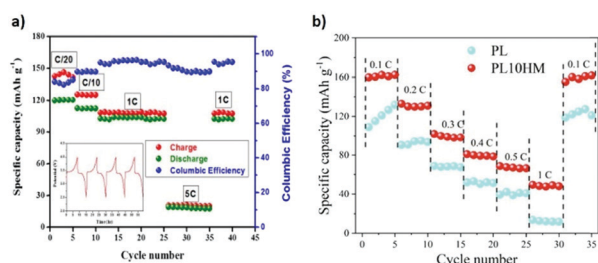 a)
Specific capacity (mAh g⁻¹)
180
150
120
90
60
30
0
C/20
C/10
1C
1C
5C
Charge
Discharge
Columbic Efficiency
100
80
60
40
20
0
Columbic Efficiency (%)
0 5 10 15 20 25 30 35 40 45
Cycle number
b)
Specific capacity (mAh g⁻¹)
200
160
120
80
40
0
PL
PL10HM
0.1 C
0.2 C
0.3 C
0.4 C
0.5 C
1 C
0.1 C
0 5 10 15 20 25 30 35
Cycle number